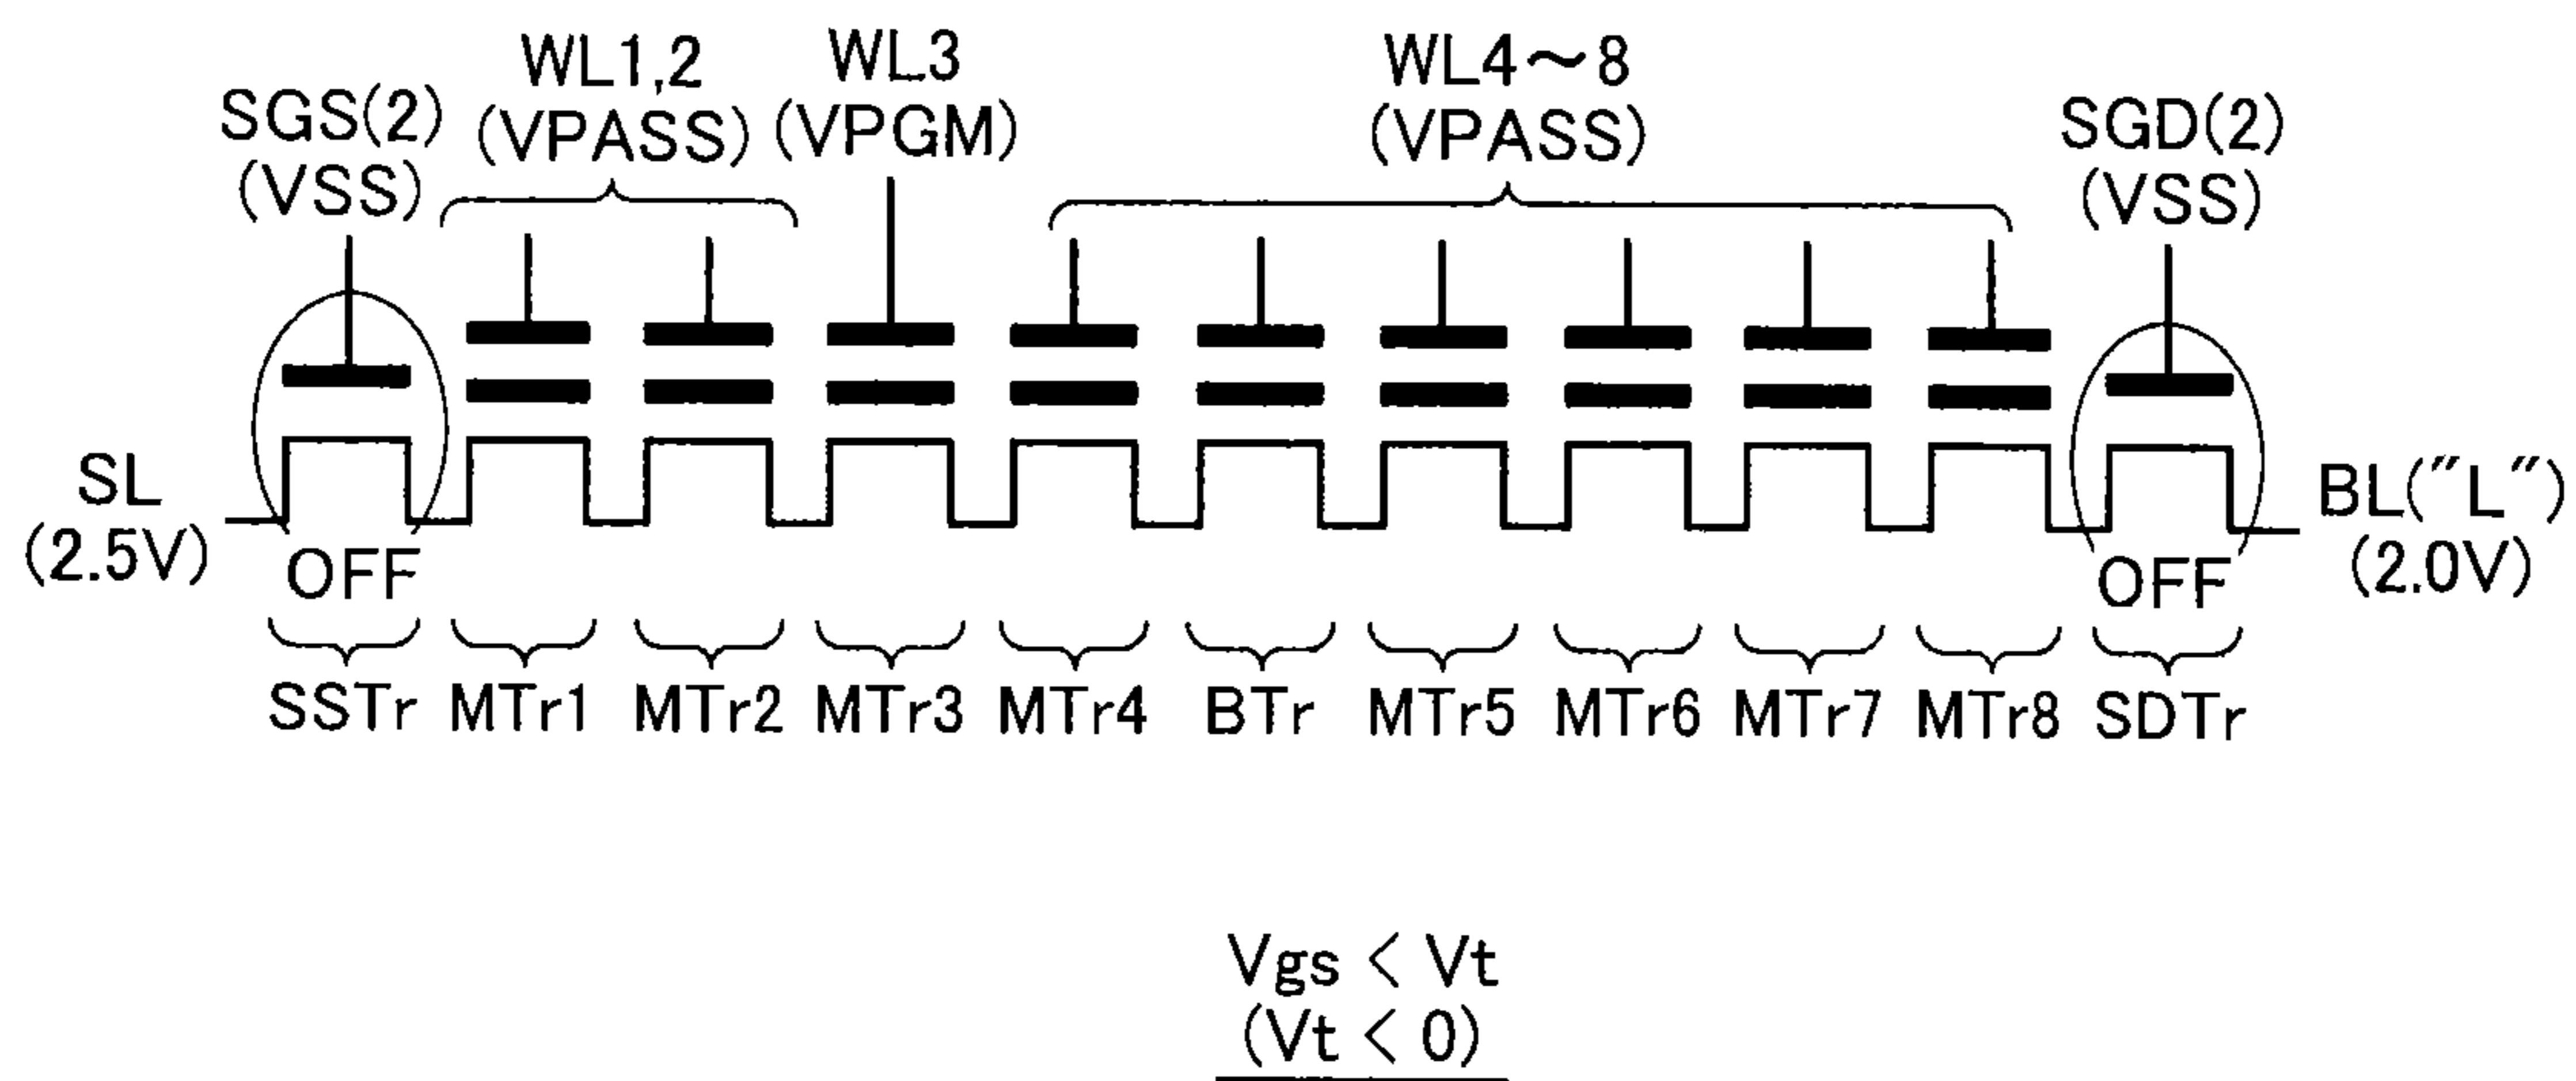 SGS(2)
(VSS)
WL1,2
(VPASS)
WL3
(VPGM)
WL4～8
(VPASS)
SGD(2)
(VSS)
SL
(2.5V)
OFF
OFF
BL("L")
(2.0V)
SSTr MTr1 MTr2 MTr3 MTr4 BTr MTr5 MTr6 MTr7 MTr8 SDTr
Vgs < Vt
(Vt < 0)